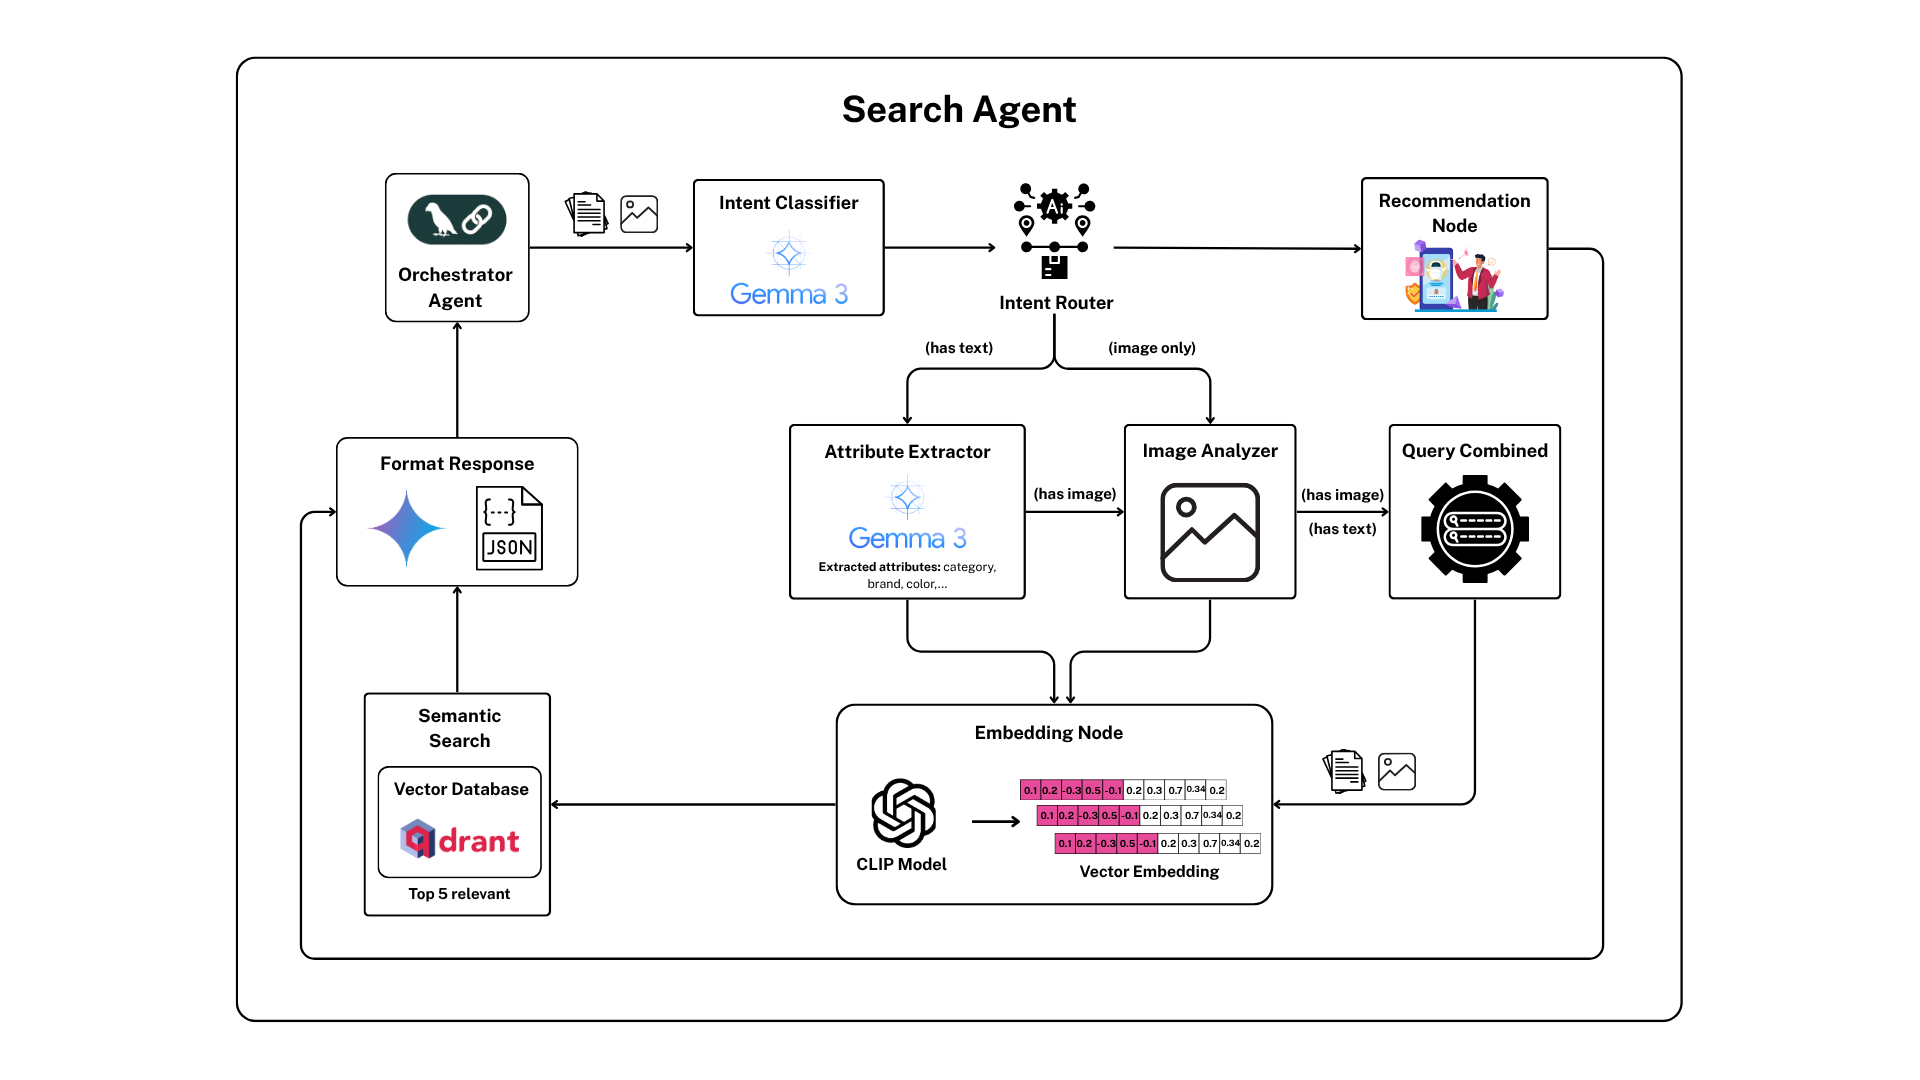 Search Agent
Orchestrator
Agent
Intent Classifier
Gemma 3
Ai
Intent Router
Recommendation
Node
(has text)
(image only)
Format Response
{---}
JSON
Attribute Extractor
Gemma 3
Extracted attributes: category,
brand, color,...
(has image)
Image Analyzer
(has image)
(has text)
Query Combined
Semantic
Search
Vector Database
qdrant
Top 5 relevant
Embedding Node
CLIP Model
0.1 0.2 -0.3 0.5 -0.1 0.2 0.3 0.7 0.34 0.2
0.1 0.2 -0.3 0.5 -0.1 0.2 0.3 0.7 0.34 0.2
0.1 0.2 -0.3 0.5 -0.1 0.2 0.3 0.7 0.34 0.2
Vector Embedding